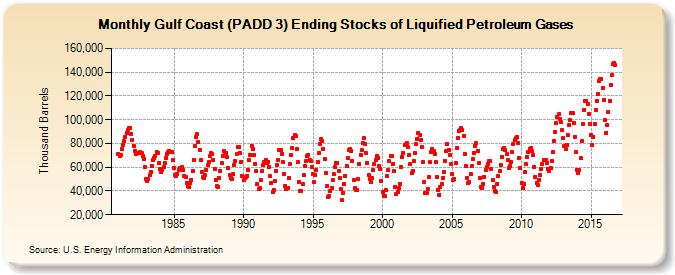 Monthly Gulf Coast (PADD 3) Ending Stocks of Liquified Petroleum Gases
Thousand Barrels
160,000
140,000
120,000
100,000
80,000
60,000
40,000
20,000
1985 1990 1995 2000 2005 2010 2015
Source: U.S. Energy Information Administration